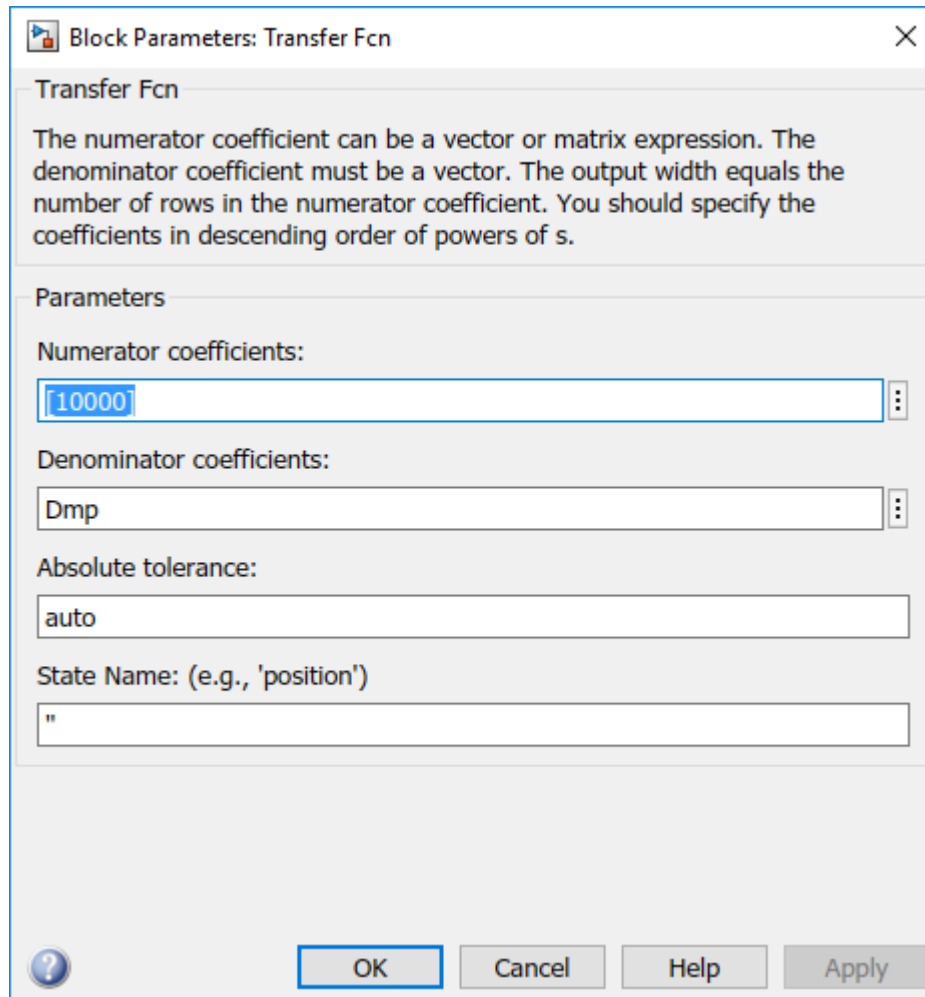 Block Parameters: Transfer Fcn
Transfer Fcn
The numerator coefficient can be a vector or matrix expression. The
denominator coefficient must be a vector. The output width equals the
number of rows in the numerator coefficient. You should specify the
coefficients in descending order of powers of s.
Parameters
Numerator coefficients:
[10000]
Denominator coefficients:
Dmp
Absolute tolerance:
auto
State Name: (e.g., 'position')
''
OK Cancel Help Apply